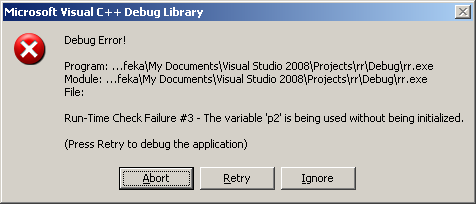 Microsoft Visual C++ Debug Library
Debug Error!
Program: ...feka\My Documents\Visual Studio 2008\Projects\rr\Debug\rr.exe
Module: ...feka\My Documents\Visual Studio 2008\Projects\rr\Debug\rr.exe
File:
Run-Time Check Failure #3 - The variable 'p2' is being used without being initialized.
(Press Retry to debug the application)
Abort Retry Ignore